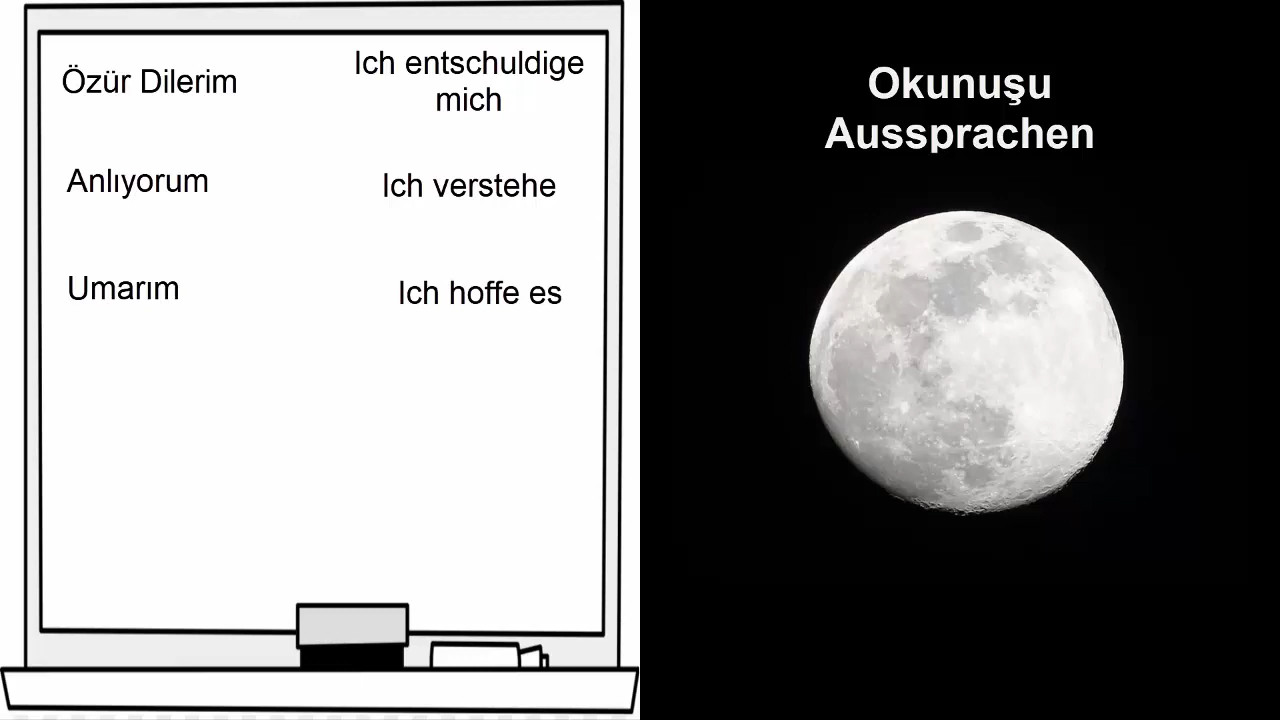 Özür Dilerim
Ich entschuldige
mich
Anlıyorum
Ich verstehe
Umarım
Ich hoffe es
Okunuşu
Aussprachen